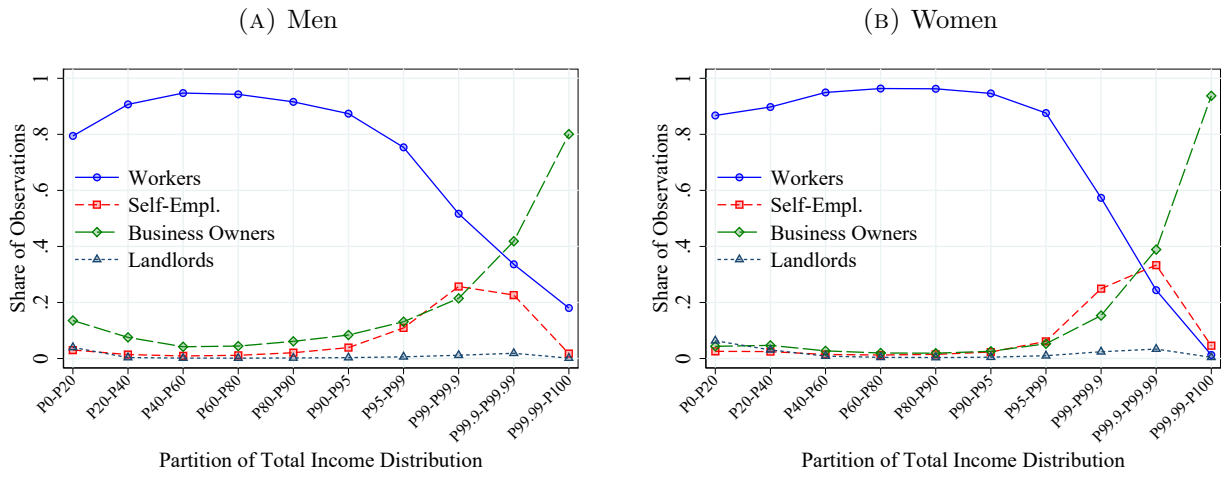 (A) Men
1
.8
.6
.4
.2
0
Share of Observations
Workers
Self-Empl.
Business Owners
Landlords
P0-P20
P20-P40
P40-P60
P60-P80
P80-P90
P90-P95
P95-P99
P99-P99.9
P99.9-P99.99
P99.99-P100
Partition of Total Income Distribution
(B) Women
1
.8
.6
.4
.2
0
Share of Observations
Workers
Self-Empl.
Business Owners
Landlords
P0-P20
P20-P40
P40-P60
P60-P80
P80-P90
P90-P95
P95-P99
P99-P99.9
P99.9-P99.99
P99.99-P100
Partition of Total Income Distribution